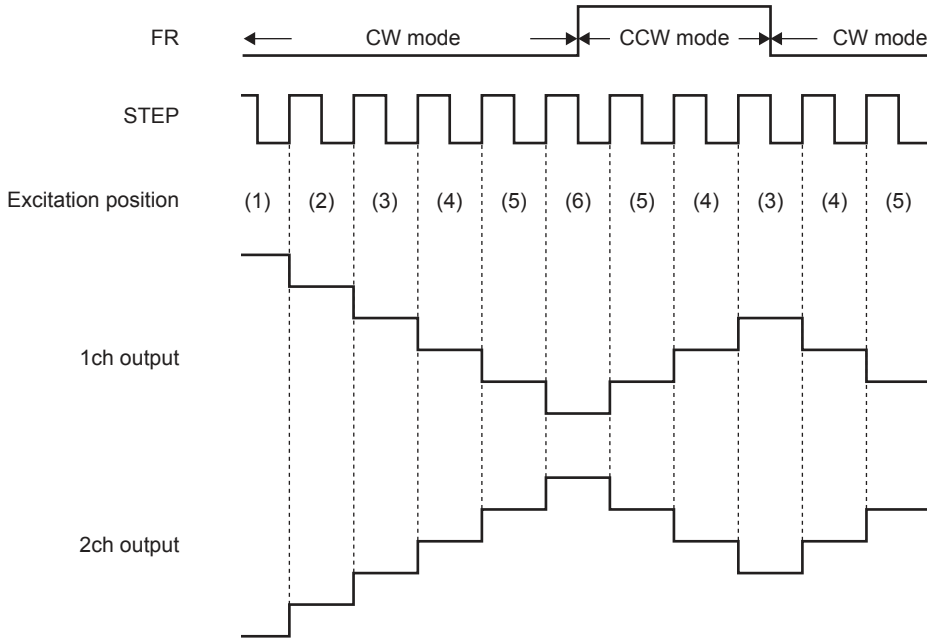 FR
CW mode
CCW mode
CW mode
STEP
Excitation position
(1) (2) (3) (4) (5) (6) (5) (4) (3) (4) (5)
1ch output
2ch output